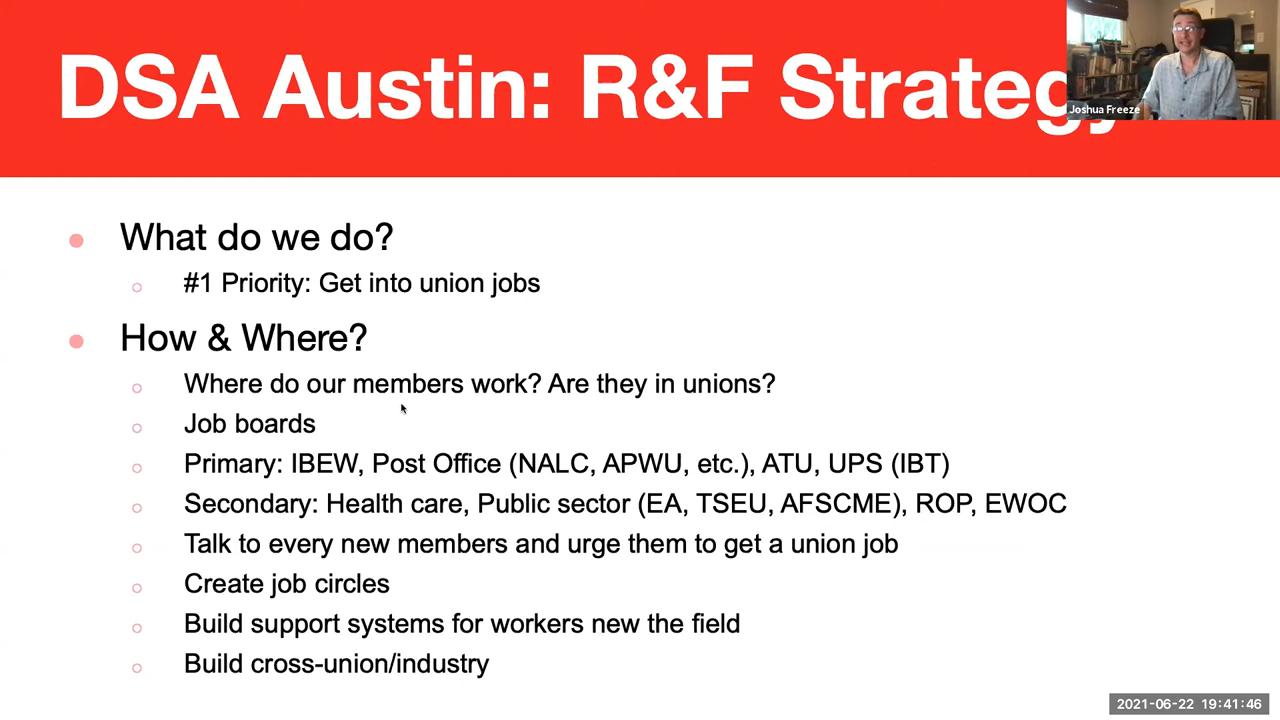 DSA Austin: R&F Strategy
Joshua Freeze
What do we do?
#1 Priority: Get into union jobs
How & Where?
Where do our members work? Are they in unions?
Job boards
Primary: IBEW, Post Office (NALC, APWU, etc.), ATU, UPS (IBT)
Secondary: Health care, Public sector (EA, TSEU, AFSCME), ROP, EWOC
Talk to every new members and urge them to get a union job
Create job circles
Build support systems for workers new the field
Build cross-union/industry
2021-06-22 19:41:46